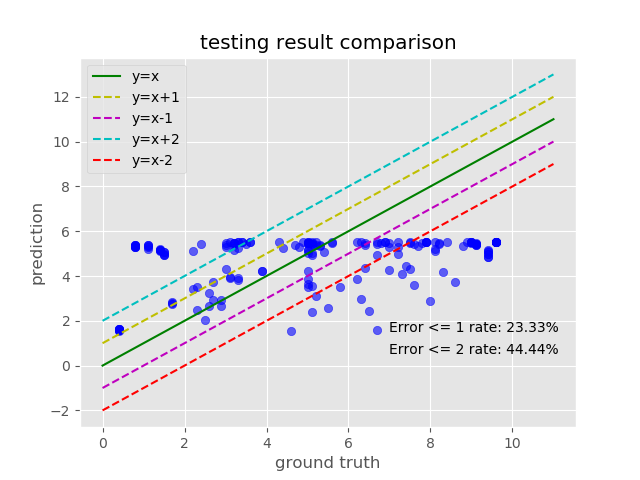 testing result comparison
y=x
y=x+1
y=x-1
y=x+2
y=x-2
12
10
8
6
4
2
0
−2
prediction
Error <= 1 rate: 23.33%
Error <= 2 rate: 44.44%
0 2 4 6 8 10
ground truth